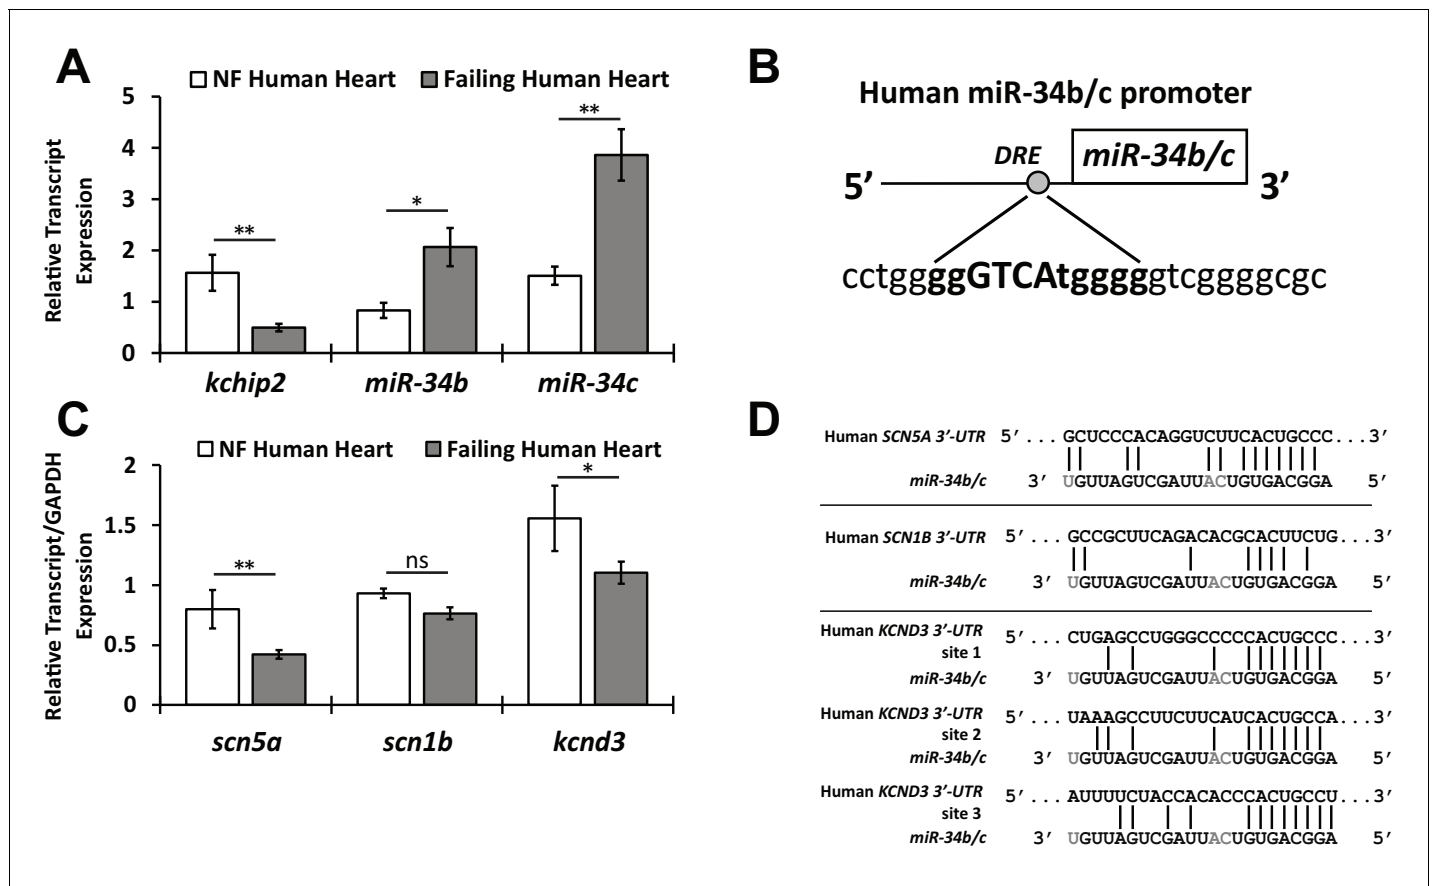 A
NF Human Heart Failing Human Heart
Relative Transcript
Expression
5
4
3
2
1
0
**
*
**
kchip2 miR-34b miR-34c
B
Human miR-34b/c promoter
DRE
miR-34b/c
5’ 3’
cctggggGTCAtgggggtcggggcgc
C
NF Human Heart Failing Human Heart
Relative Transcript/GAPDH
Expression
2
1.5
1
0.5
0
**
ns
*
scn5a scn1b kcnd3
D
Human SCN5A 3’-UTR 5’ ... GCUCCCACAGGUCUUCACUGCCC...3’
miR-34b/c 3’ UGUUAGUCGAUUACUGUGACGGA 5’
Human SCN1B 3’-UTR 5’ ... GCCGCUUCAGACACGCACUUCUG...3’
miR-34b/c 3’ UGUUAGUCGAUUACUGUGACGGA 5’
Human KCND3 3’-UTR
site 1
5’ ... CUGAGCCUGGGCCCCCACUGCCC...3’
miR-34b/c 3’ UGUUAGUCGAUUACUGUGACGGA 5’
Human KCND3 3’-UTR
site 2
5’ ... UAAAGCCUUCUUCAUCACUGCCA...3’
miR-34b/c 3’ UGUUAGUCGAUUACUGUGACGGA 5’
Human KCND3 3’-UTR
site 3
5’ ... AUUUUCUACCACACCCACUGCCU...3’
miR-34b/c 3’ UGUUAGUCGAUUACUGUGACGGA 5’